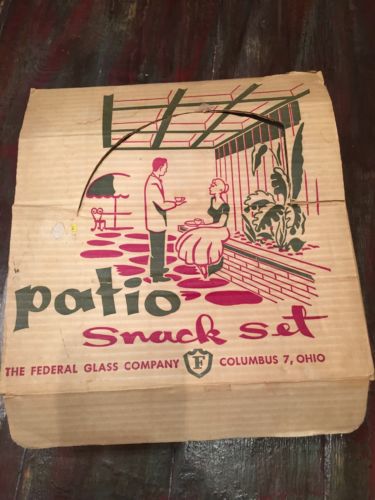 patio
snack set
THE FEDERAL GLASS COMPANY F COLUMBUS 7, OHIO